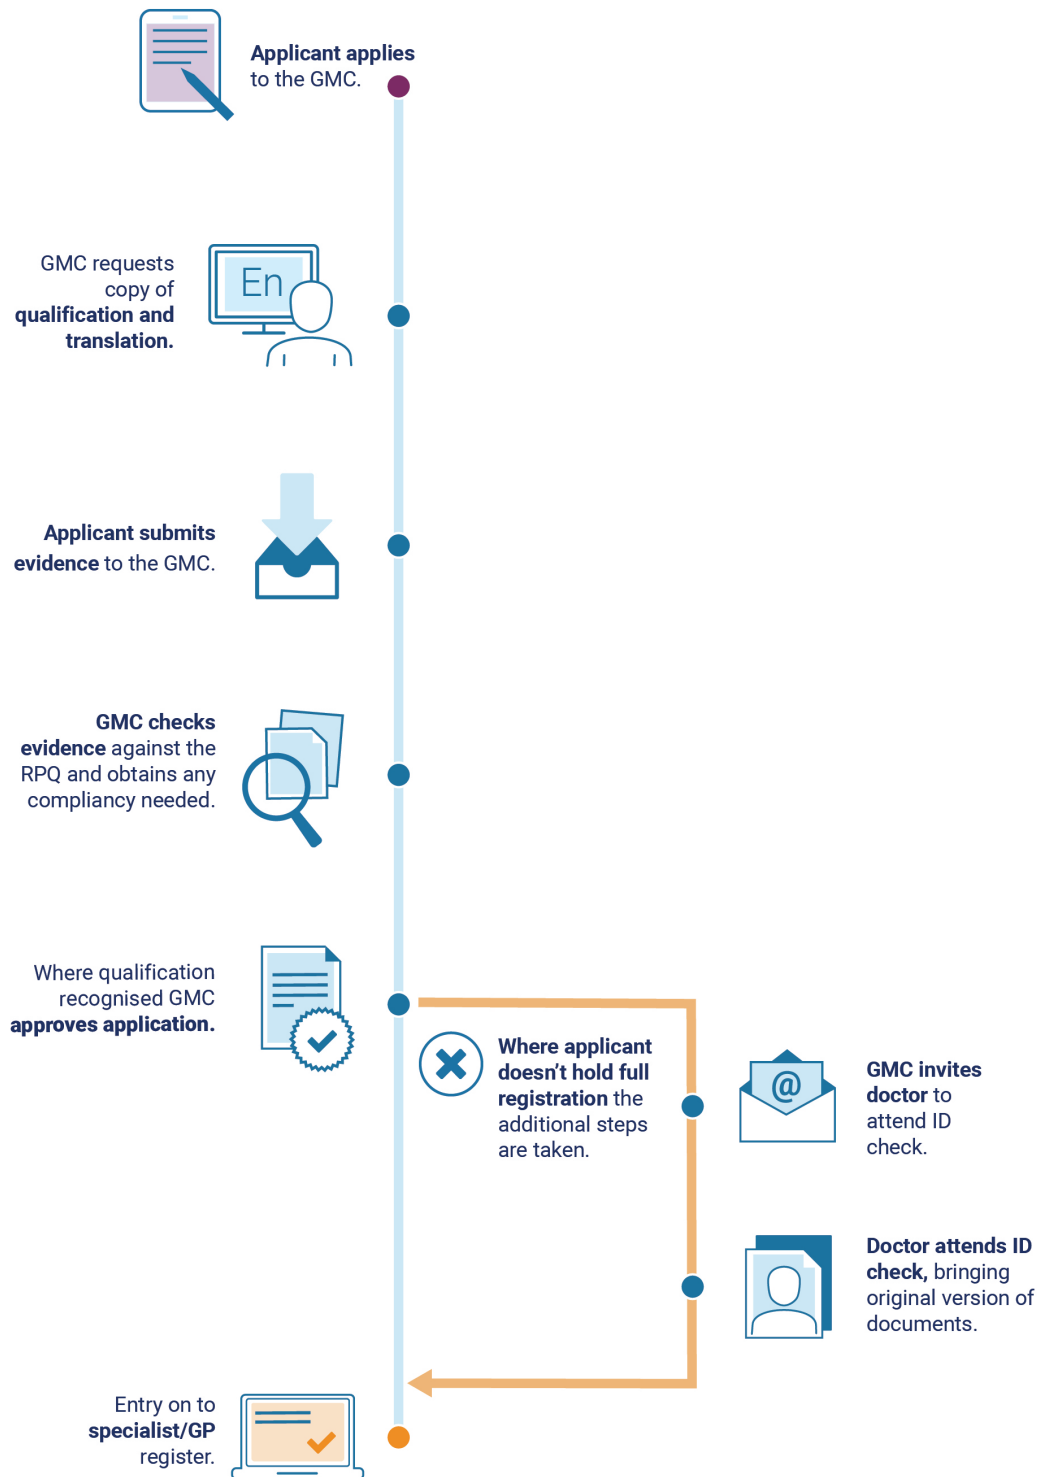 Applicant applies
to the GMC.
GMC requests
copy of
qualification and
translation.
En
Applicant submits
evidence to the GMC.
GMC checks
evidence against the
RPQ and obtains any
compliancy needed.
Where qualification
recognised GMC
approves application.
Where applicant
doesn't hold full
registration the
additional steps
are taken.
@
GMC invites
doctor to
attend ID
check.
Doctor attends ID
check, bringing
original version of
documents.
Entry on to
specialist/GP
register.